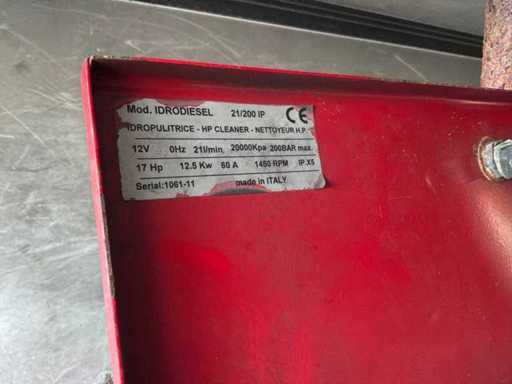 Mod. IDRODIESEL 21/200 IP CE
IDROPULITRICE - HP CLEANER - NETTOYEUR H.P.
12V 0Hz 21l/min. 20000Kpa 200BAR max.
17 Hp 12.5 Kw 60 A 1450 RPM IP X5
Serial:1061-11 made in ITALY